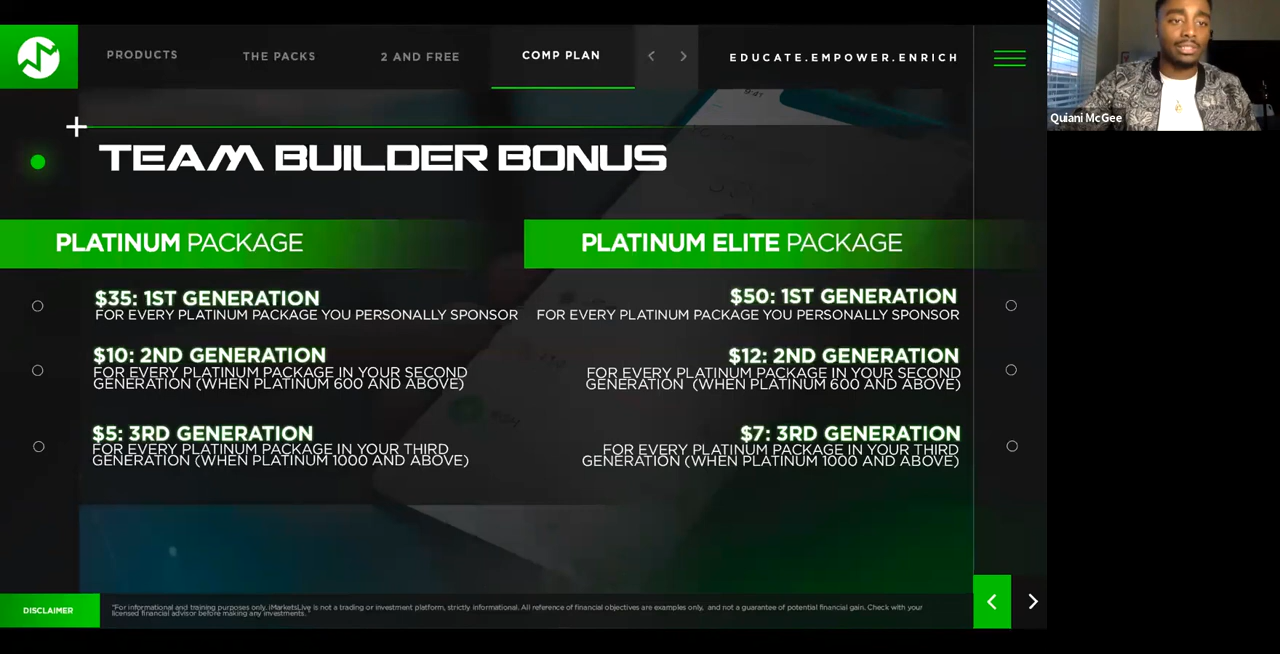 PRODUCTS
THE PACKS
2 AND FREE
COMP PLAN
EDUCATE.EMPOWER.ENRICH
Quiani McGee
TEAM BUILDER BONUS
PLATINUM PACKAGE
$35: 1ST GENERATION
FOR EVERY PLATINUM PACKAGE YOU PERSONALLY SPONSOR
$10: 2ND GENERATION
FOR EVERY PLATINUM PACKAGE IN YOUR SECOND
GENERATION (WHEN PLATINUM 600 AND ABOVE)
$5: 3RD GENERATION
FOR EVERY PLATINUM PACKAGE IN YOUR THIRD
GENERATION (WHEN PLATINUM 1000 AND ABOVE)
PLATINUM ELITE PACKAGE
$50: 1ST GENERATION
FOR EVERY PLATINUM PACKAGE YOU PERSONALLY SPONSOR
$12: 2ND GENERATION
FOR EVERY PLATINUM PACKAGE IN YOUR SECOND
GENERATION (WHEN PLATINUM 600 AND ABOVE)
$7: 3RD GENERATION
FOR EVERY PLATINUM PACKAGE IN YOUR THIRD
GENERATION (WHEN PLATINUM 1000 AND ABOVE)
DISCLAIMER
*For informational and training purposes only. iMarketsLive is not a trading or investment platform, strictly informational. All reference of financial objectives are examples only, and not a guarantee of potential financial gain. Check with your
licensed financial advisor before making any investments.